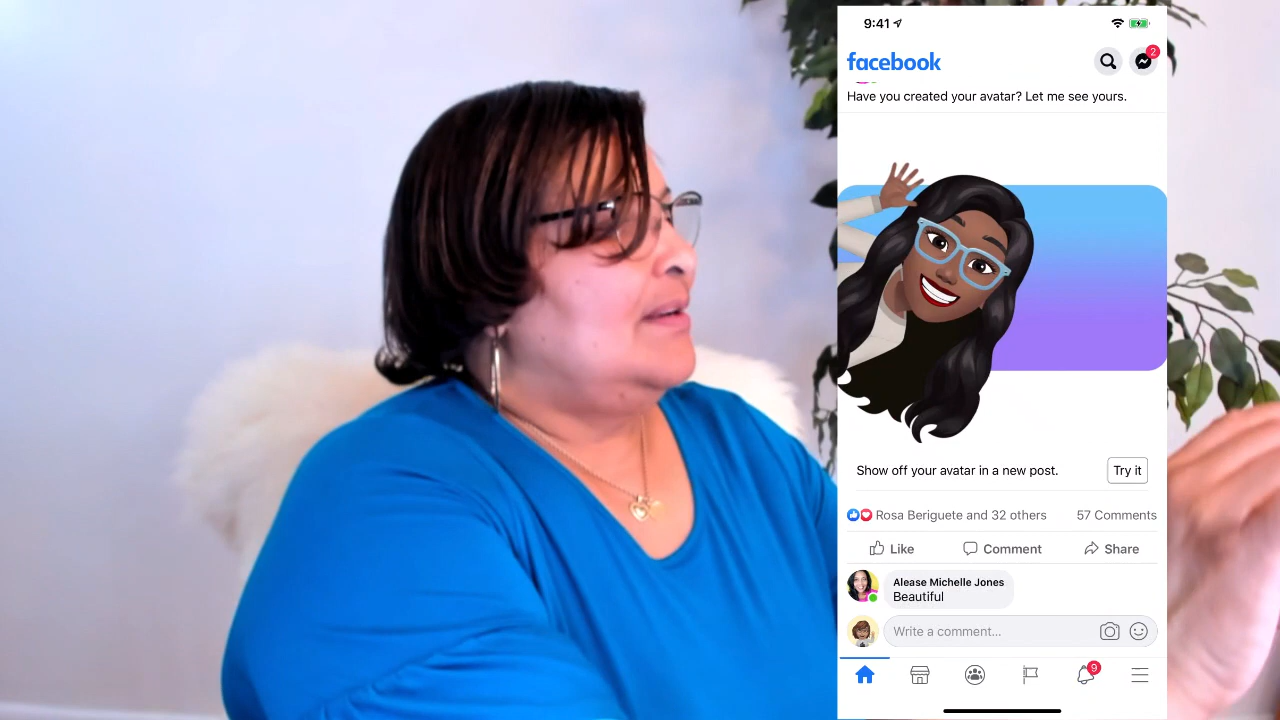 9:41
facebook
2
Have you created your avatar? Let me see yours.
Show off your avatar in a new post.
Try it
Rosa Beriguete and 32 others
57 Comments
Like
Comment
Share
Alease Michelle Jones
Beautiful
Write a comment...
9